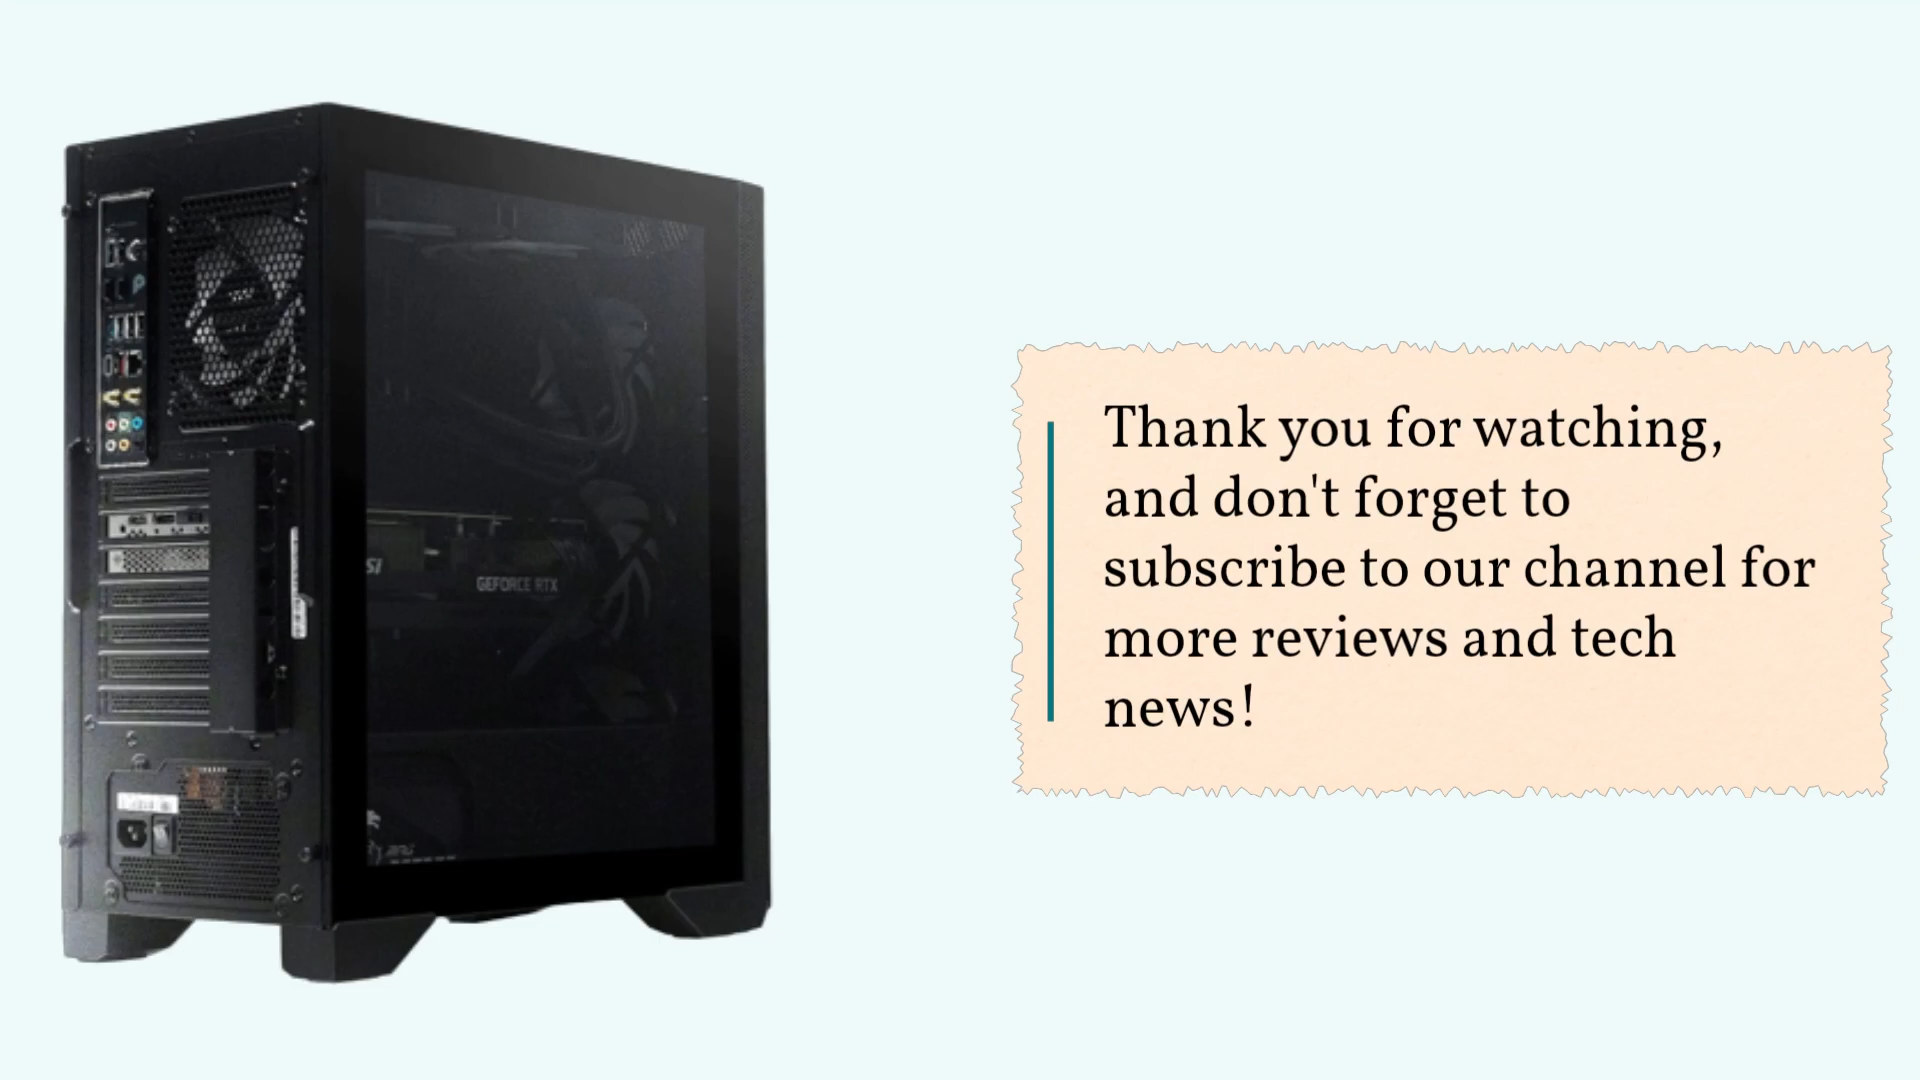 GEFORCE RTX
Thank you for watching,
and don't forget to
subscribe to our channel for
more reviews and tech
news!